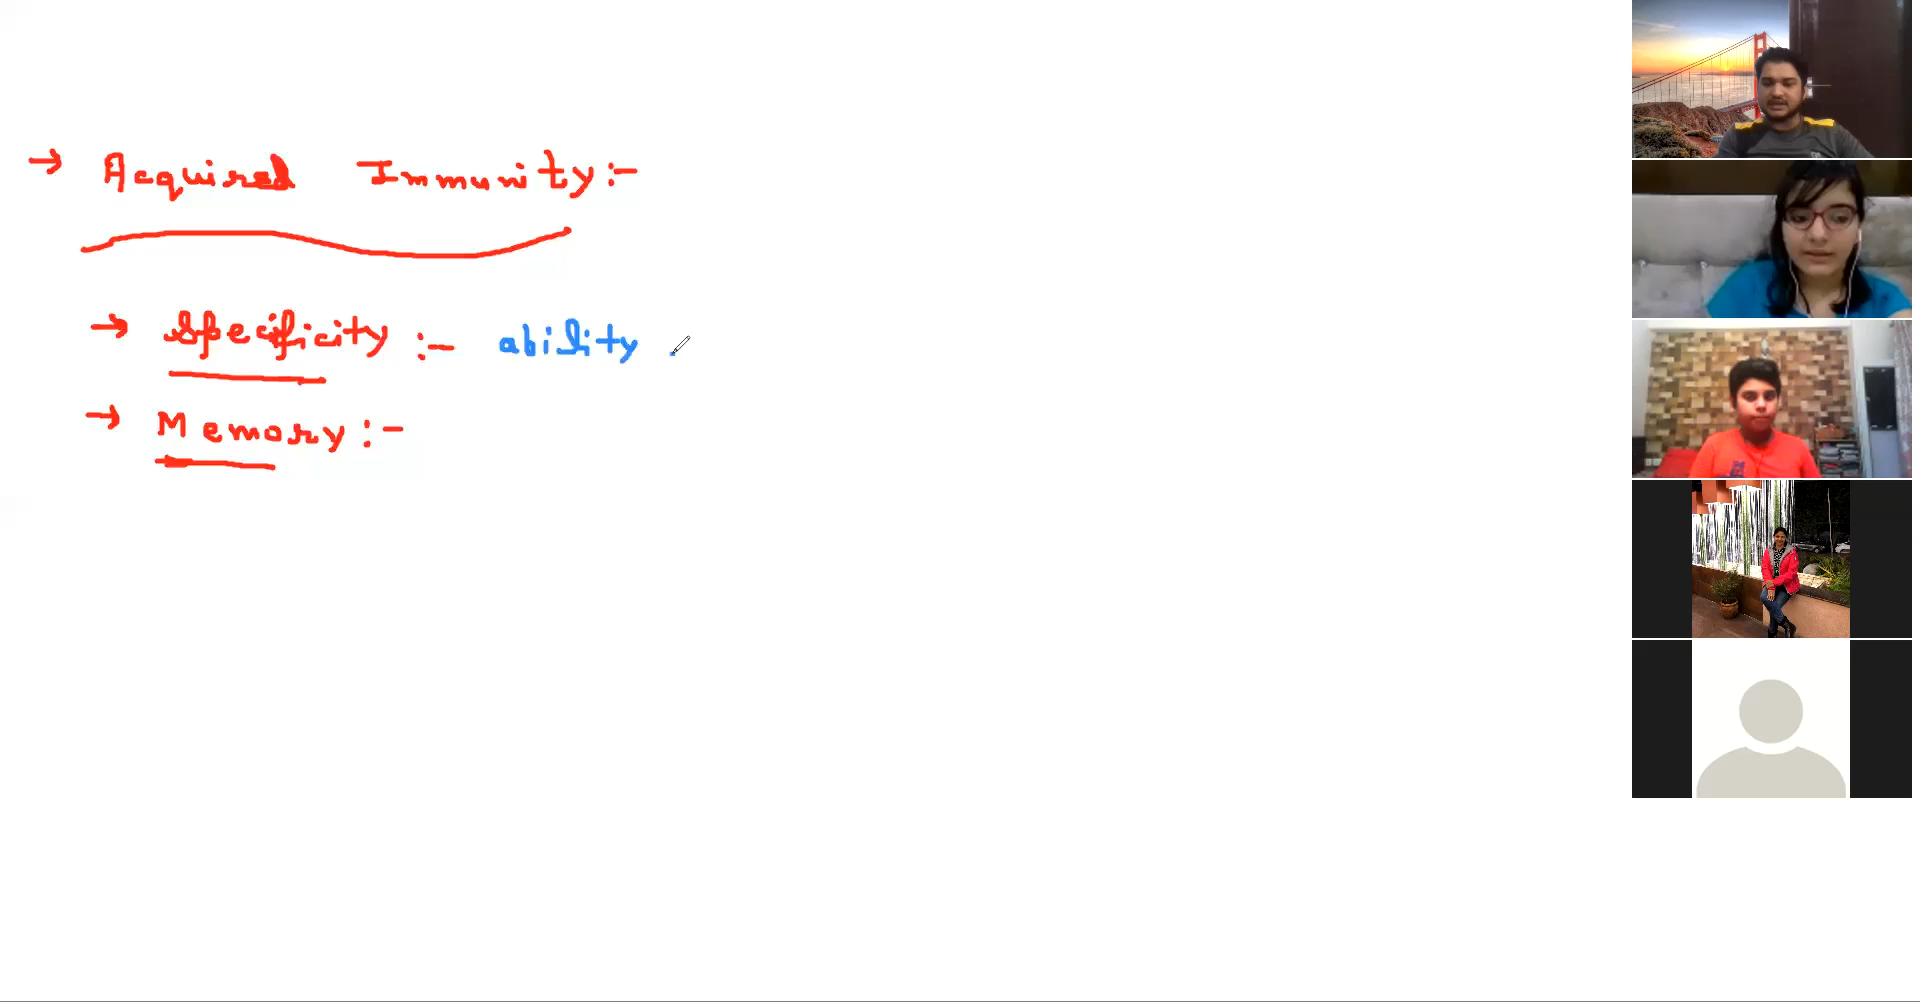 → Acquired Immunity:-
→ Specificity :- ability
→ Memory:-